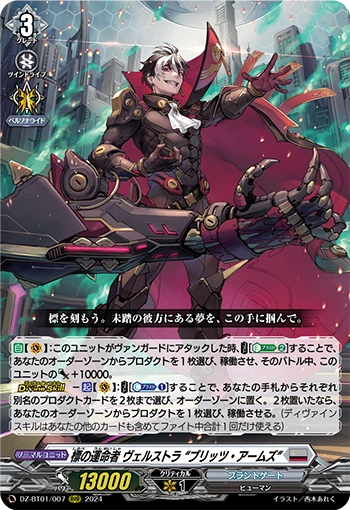 3
グレード
ツインドライブ
ペルソナライド
標を刻もう。未踏の彼方にある夢を、この手に掴んで。
自【】:このユニットがヴァンガードにアタックした時、【プラスト2】することで、
あなたのオーダーゾーンからプロダクトを1枚選び、稼働させ、そのバトル中、このユ
ニットの+10000。
Divine Skill - 起【】:【プラスト1】することで、あなたの手札からそれぞれ
別名のプロダクトカードを2枚まで選び、オーダーゾーンに置く。2枚置いたなら、
あなたのオーダーゾーンからプロダクトを1枚選び、稼働させる。(ディヴァイン
スキルはあなたの他のカードも含めてファイト中合計1回だけ使える)
ノーマルユニット
標の運命者 ヴェルストラ "ブリッツ・アームズ"
パワー 13000
クリティカル
1
ブラントゲート
ヒューマン
DZ-BT01/007 RRR 2024
イラスト/西木あれく